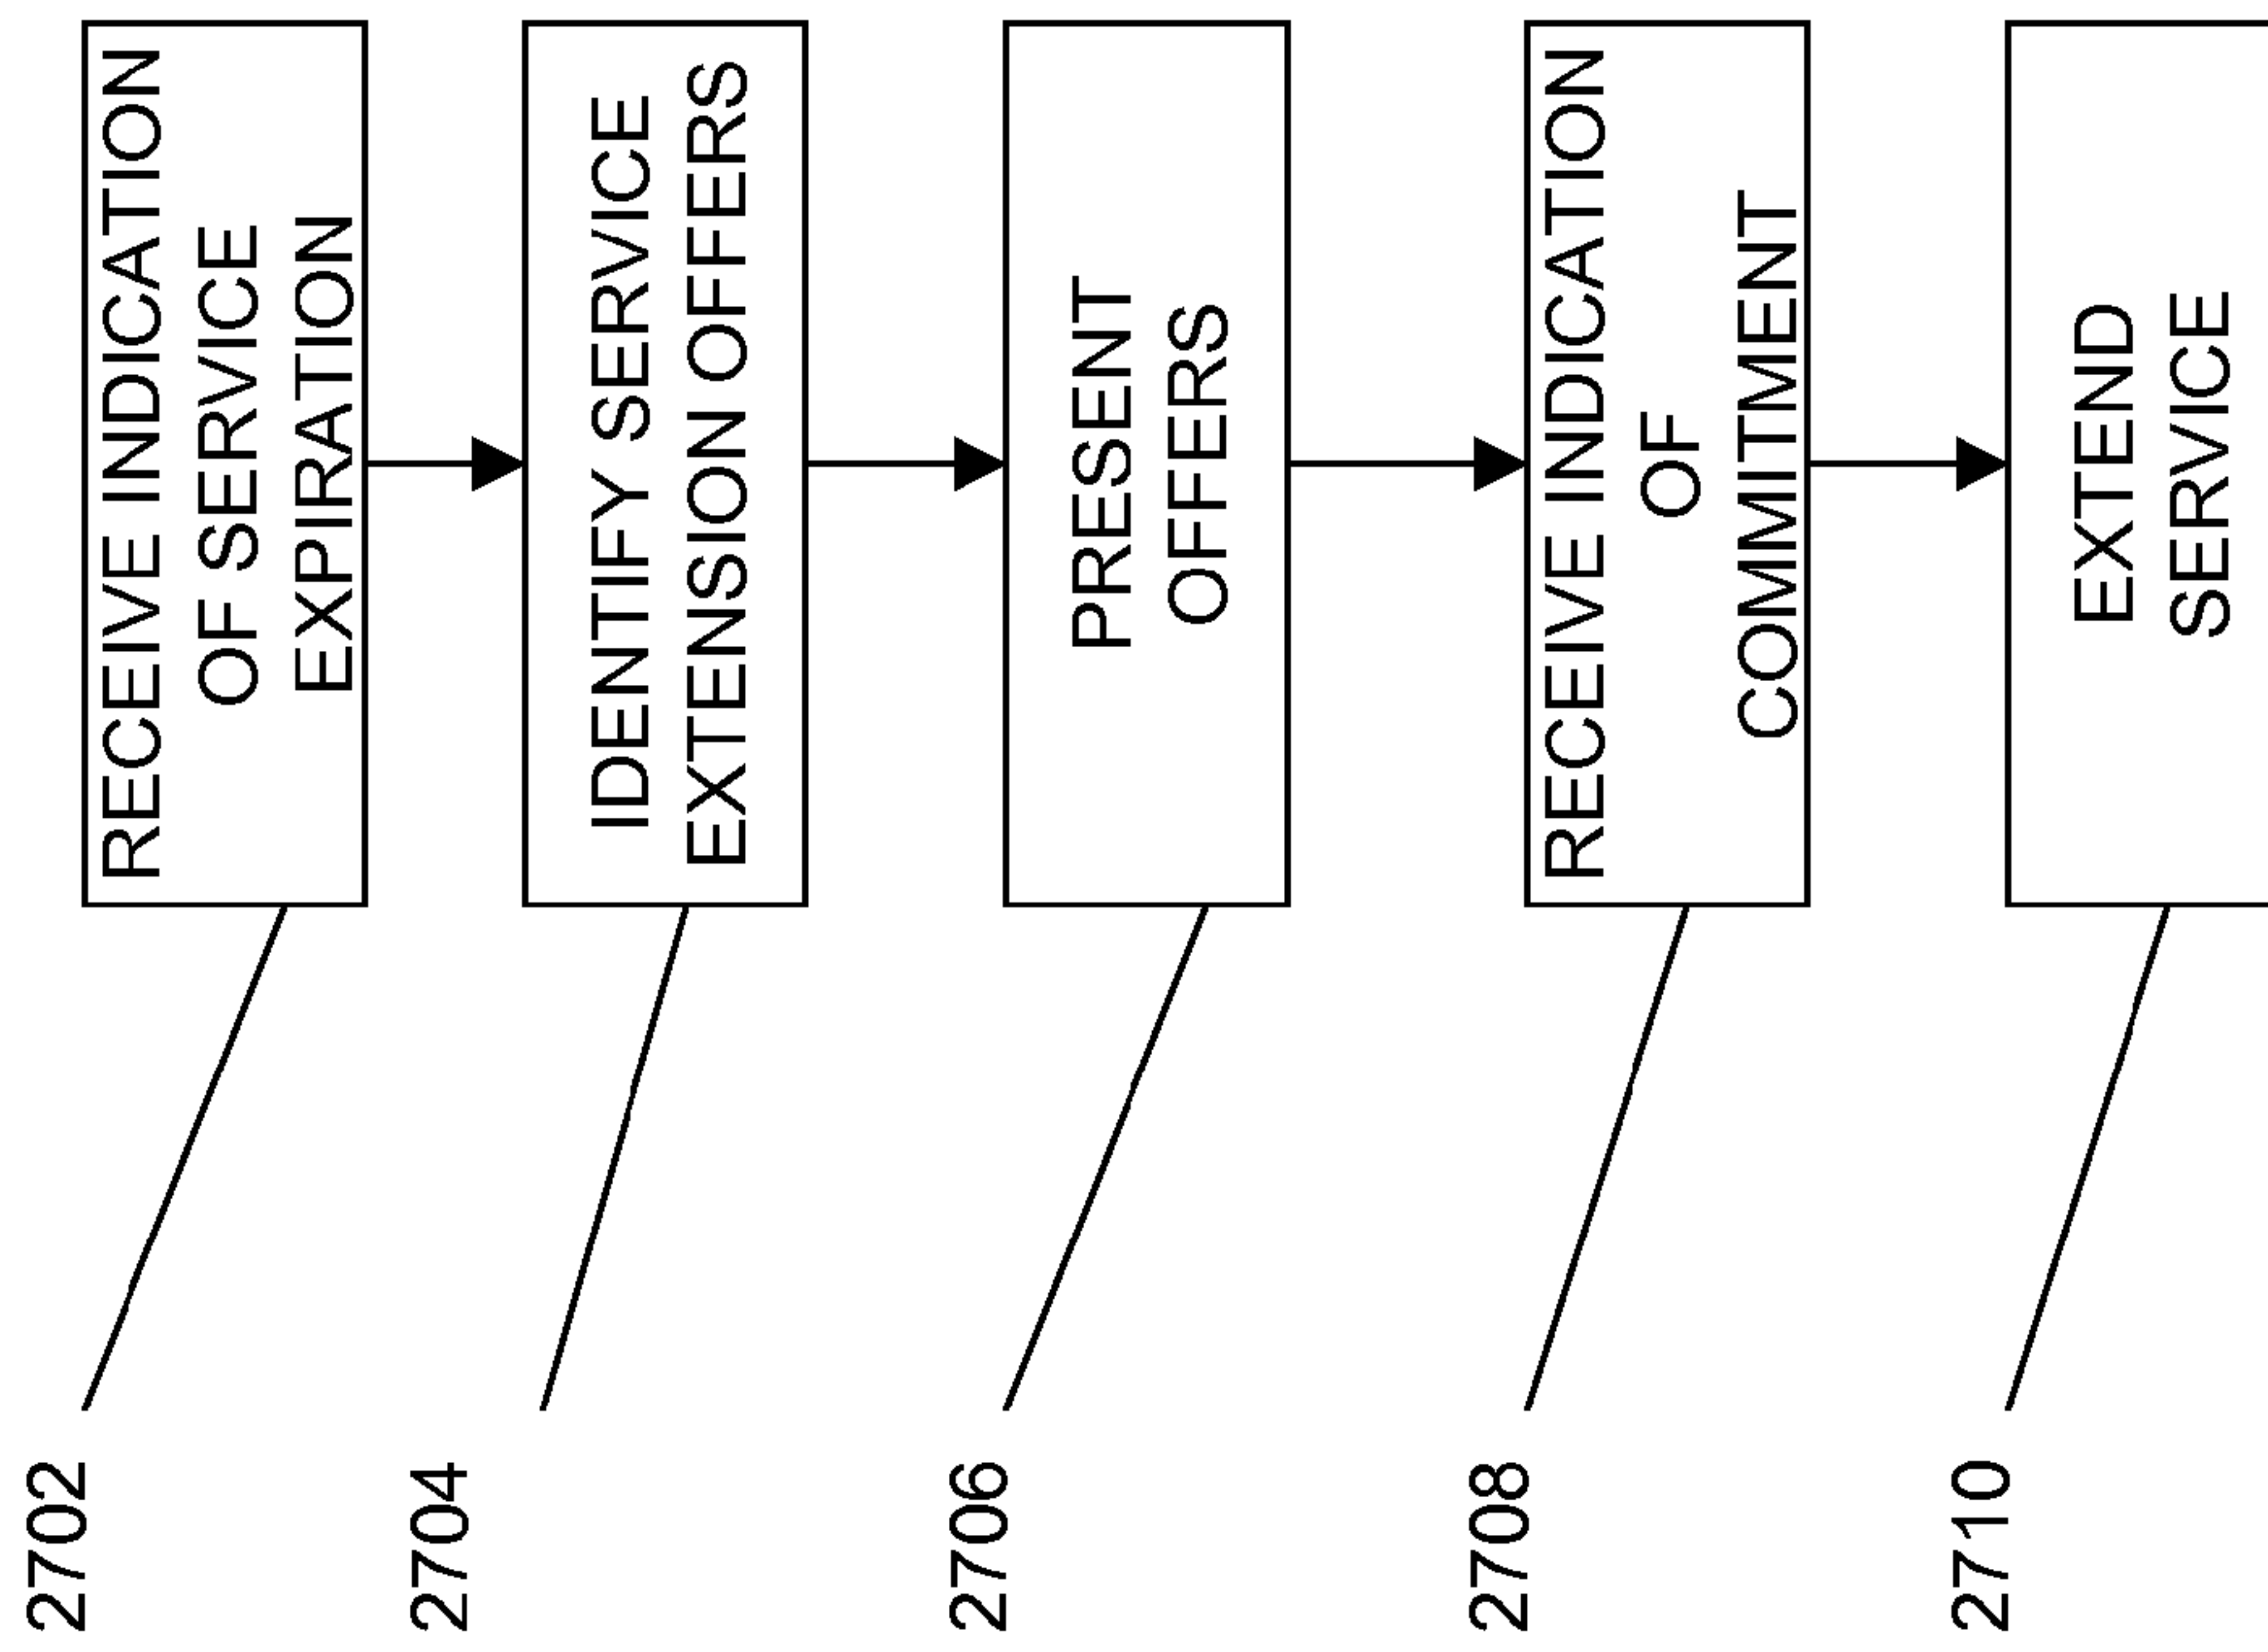 2702
RECEIVE INDICATION
OF SERVICE
EXPIRATION
2704
IDENTIFY SERVICE
EXTENSION OFFERS
2706
PRESENT
OFFERS
2708
RECEIVE INDICATION
OF
COMMITMENT
2710
EXTEND
SERVICE